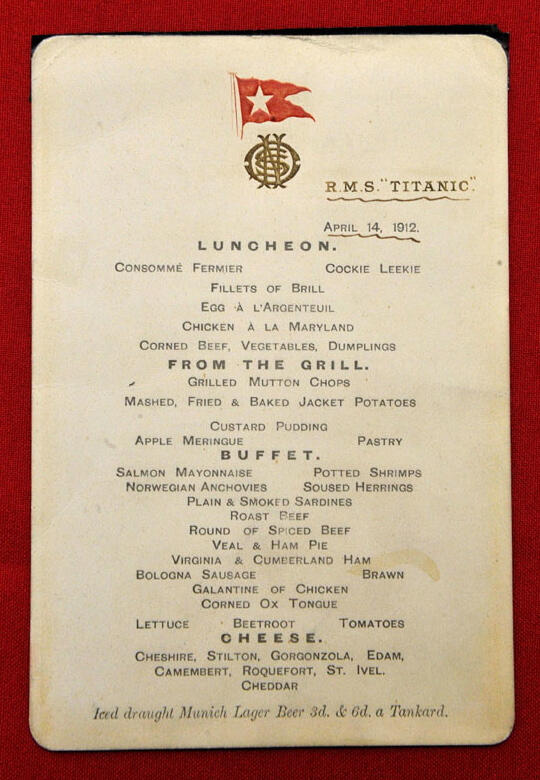 R.M.S. "TITANIC".
APRIL 14, 1912.
LUNCHEON.
CONSOMMÉ FERMIER COCKIE LEEKIE
FILLETS OF BRILL
EGG À L'ARGENTEUIL
CHICKEN À LA MARYLAND
CORNED BEEF, VEGETABLES, DUMPLINGS
FROM THE GRILL.
GRILLED MUTTON CHOPS
MASHED, FRIED & BAKED JACKET POTATOES
CUSTARD PUDDING
APPLE MERINGUE PASTRY
BUFFET.
SALMON MAYONNAISE POTTED SHRIMPS
NORWEGIAN ANCHOVIES SOUSED HERRINGS
PLAIN & SMOKED SARDINES
ROAST BEEF
ROUND OF SPICED BEEF
VEAL & HAM PIE
VIRGINIA & CUMBERLAND HAM
BOLOGNA SAUSAGE BRAWN
GALANTINE OF CHICKEN
CORNED OX TONGUE
LETTUCE BEETROOT TOMATOES
CHEESE.
CHESHIRE, STILTON, GORGONZOLA, EDAM,
CAMEMBERT, ROQUEFORT, ST. IVEL.
CHEDDAR
Iced draught Munich Lager Beer 3d. & 6d. a Tankard.